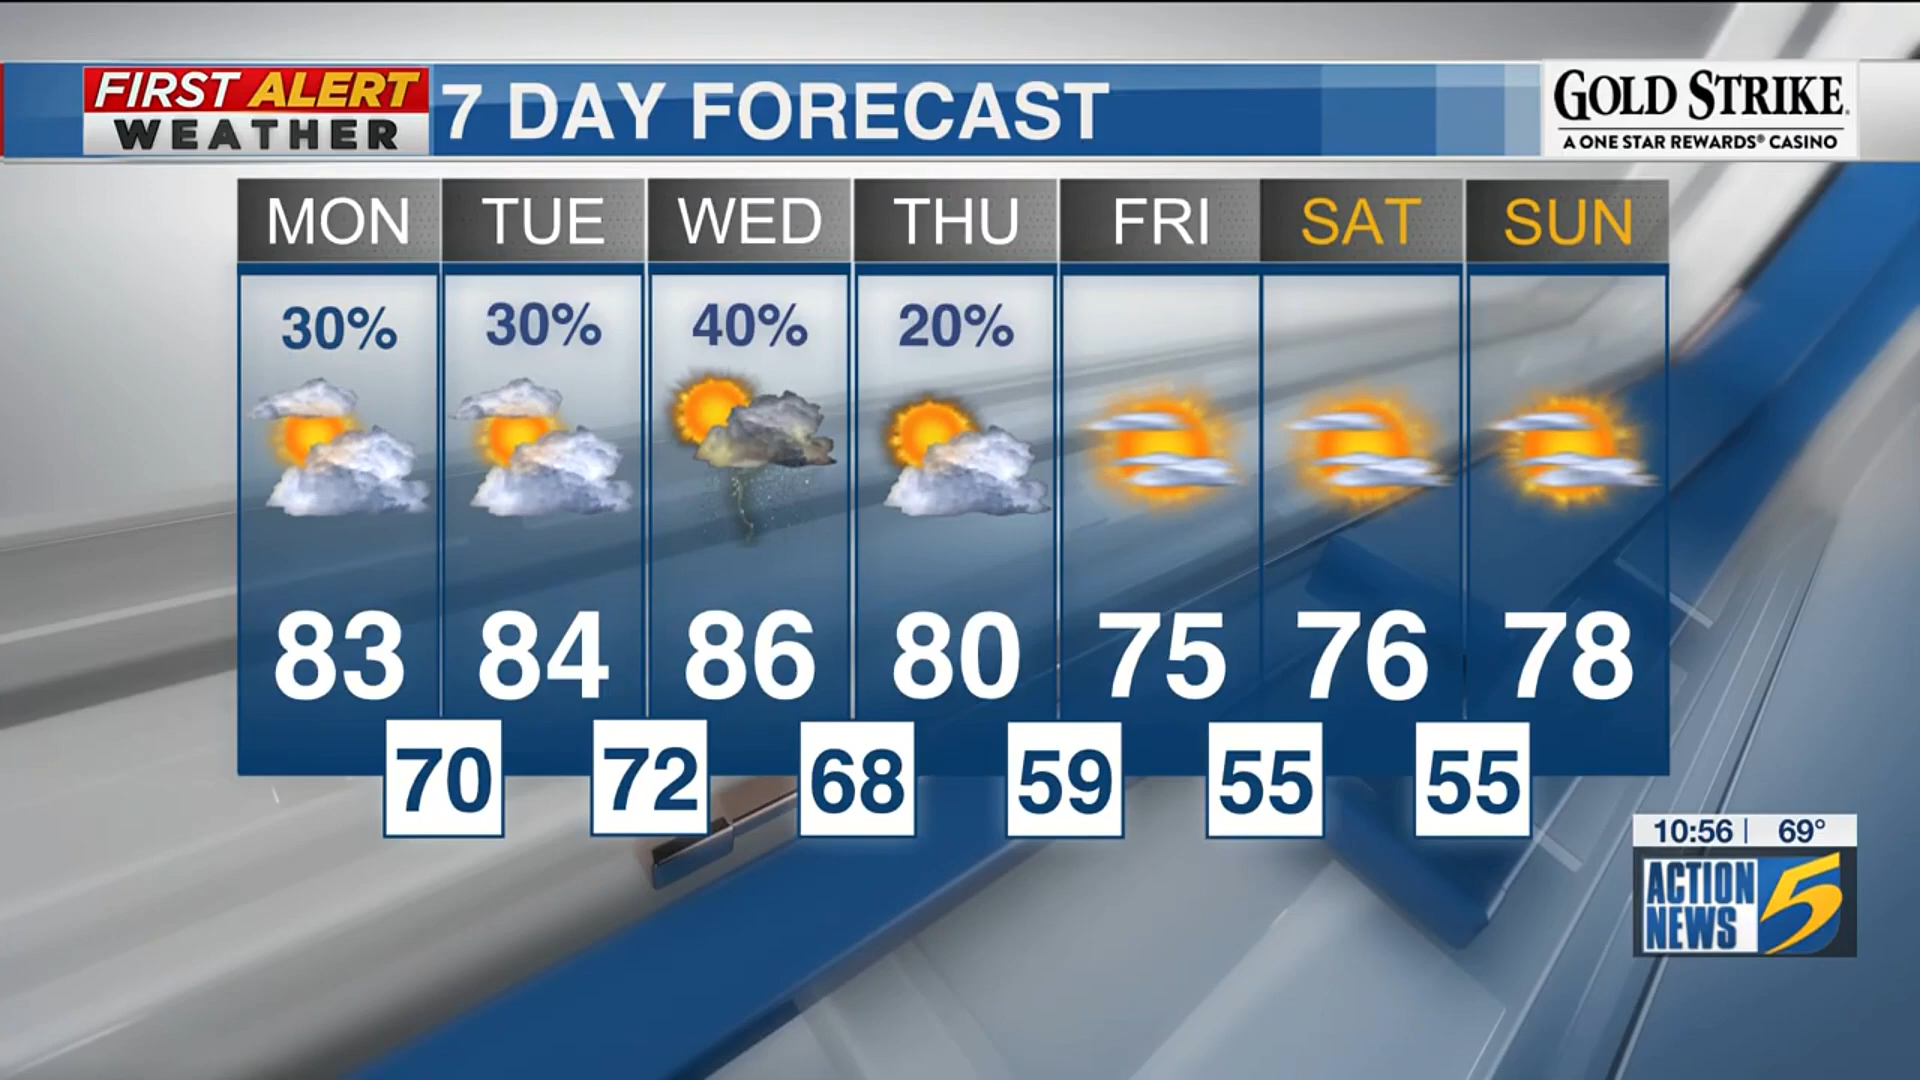 FIRST ALERT
WEATHER
7 DAY FORECAST
GOLD STRIKE
A ONE STAR REWARDS® CASINO
MON TUE WED THU FRI SAT SUN
30% 30% 40% 20%
83 84 86 80 75 76 78
70 72 68 59 55 55
10:56 | 69°
ACTION
NEWS 5